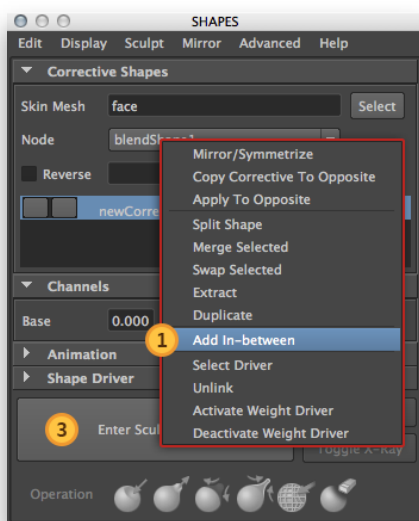 SHAPES
Edit Display Sculpt Mirror Advanced Help
Corrective Shapes
Skin Mesh face Select
Node blendShape1
Mirror/Symmetrize
Copy Corrective To Opposite
Reverse
Apply To Opposite
Split Shape
newCorre
Merge Selected
Swap Selected
Extract
Channels
Duplicate
Base 0.000
1 Add In-between
Animation
Select Driver
Shape Driver
Unlink
Activate Weight Driver
3 Enter Scul
Deactivate Weight Driver
Toggle X-Ray
Operation